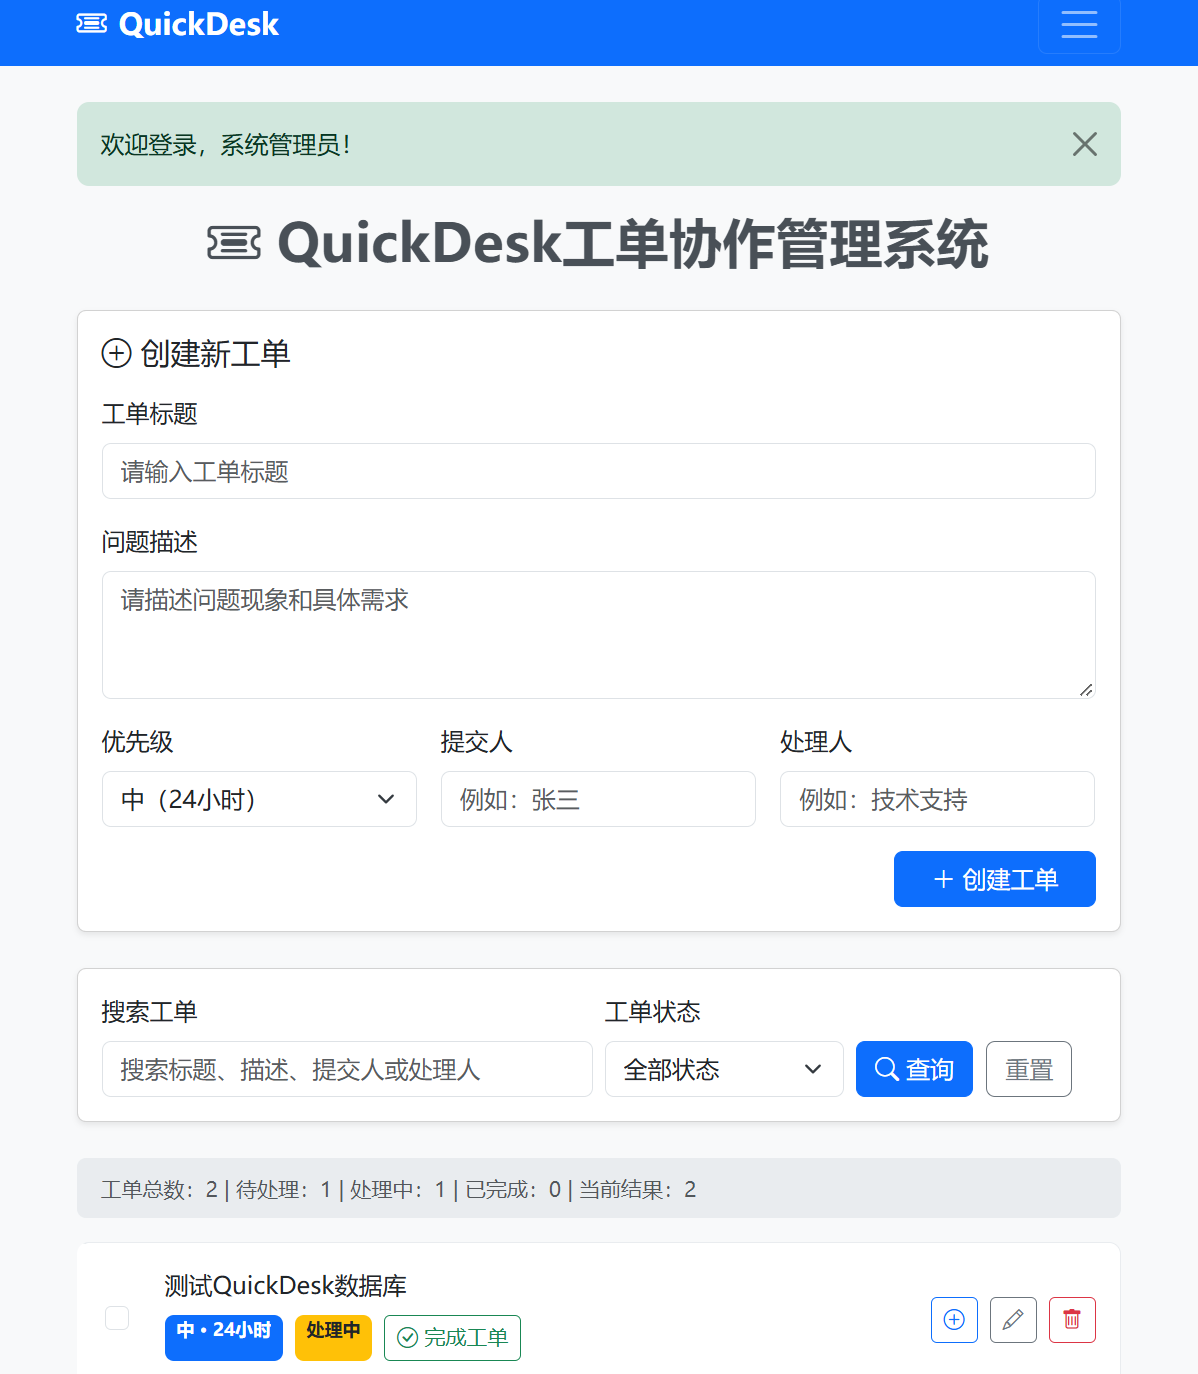 QuickDesk
欢迎登录，系统管理员！
QuickDesk工单协作管理系统
创建新工单
工单标题
请输入工单标题
问题描述
请描述问题现象和具体需求
优先级 提交人 处理人
中（24小时） 例如：张三 例如：技术支持
创建工单
搜索工单 工单状态
搜索标题、描述、提交人或处理人 全部状态 查询 重置
工单总数：2 | 待处理：1 | 处理中：1 | 已完成：0 | 当前结果：2
测试QuickDesk数据库
中 • 24小时 处理中 完成工单